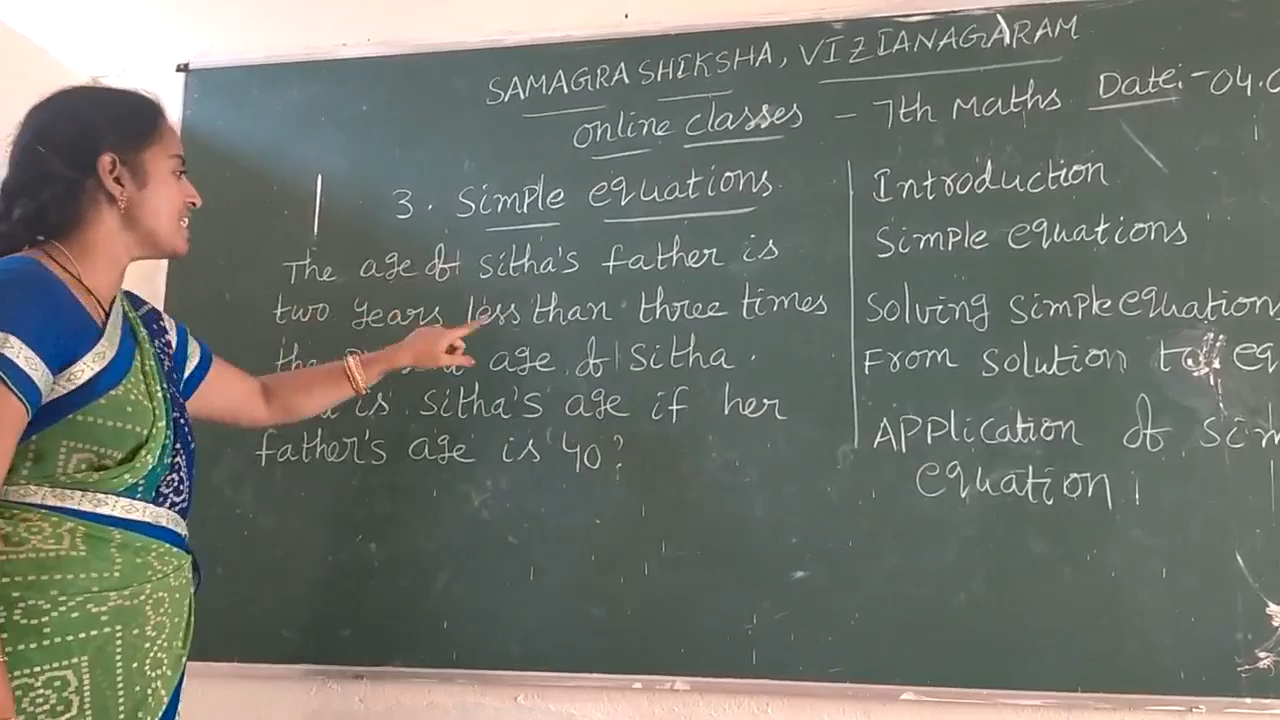 SAMAGRA SHIKSHA, VIZIANAGARAM
online classes - 7th Maths Date:-04.0
3. Simple equations
The age of sitha's father is
two years less than three times
the age of sitha.
is sitha's age if her
father's age is 40?
Introduction
Simple equations
Solving simple equation
From solution to eq
Application of sim
equation